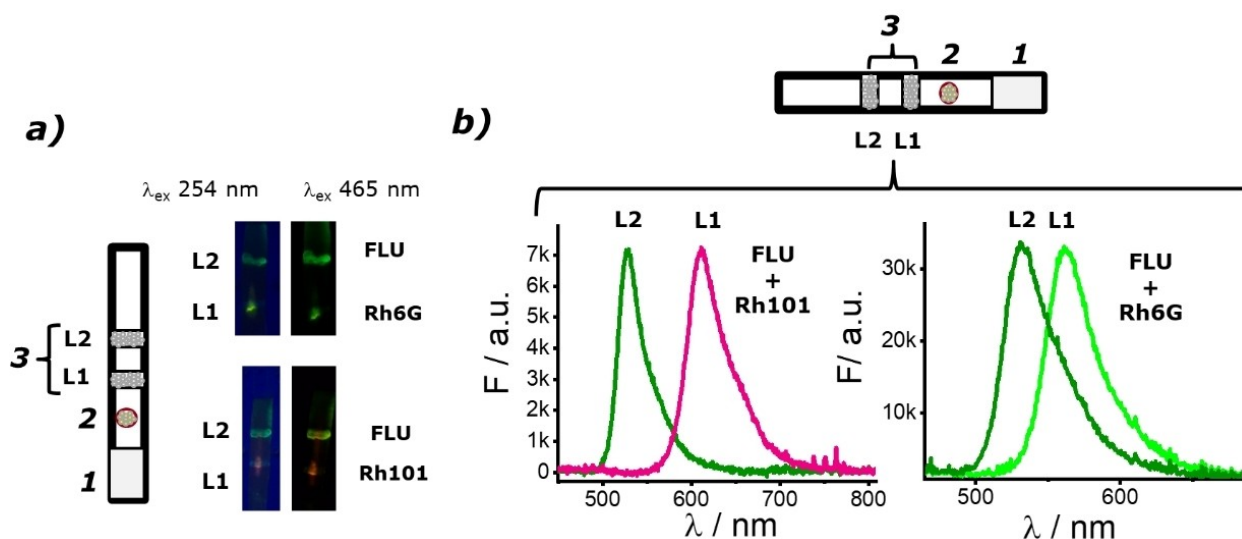 a)
λex 254 nm
λex 465 nm
L2
FLU
L1
Rh6G
L2
FLU
L1
Rh101
3
L2
L1
2
1
b)
3
2
1
L2
L1
L2
L1
FLU
+
Rh101
F/ a.u.
7k
6k
5k
4k
3k
2k
1k
0
500
600
700
800
λ / nm
L2
L1
FLU
+
Rh6G
F/ a.u.
30k
20k
10k
500
600
λ / nm